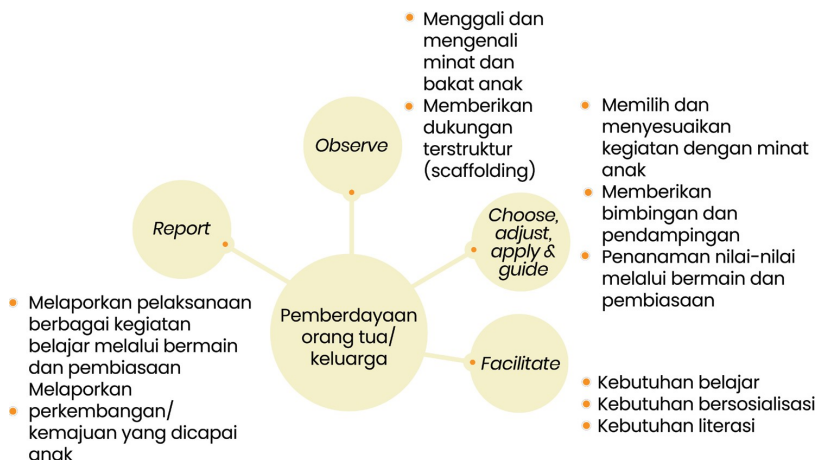 Menggali dan
mengenali
minat dan
bakat anak
Memberikan
dukungan
terstruktur
(scaffolding)
Observe
Memilih dan
menyesuaikan
kegiatan dengan minat
anak
Memberikan
bimbingan dan
pendampingan
Penanaman nilai-nilai
melalui bermain dan
pembiasaan
Choose,
adjust,
apply &
guide
Report
Pemberdayaan
orang tua/
keluarga
Melaporkan pelaksanaan
berbagai kegiatan
belajar melalui bermain
dan pembiasaan
Melaporkan
perkembangan/
kemajuan yang dicapai
anak
Facilitate
Kebutuhan belajar
Kebutuhan bersosialisasi
Kebutuhan literasi